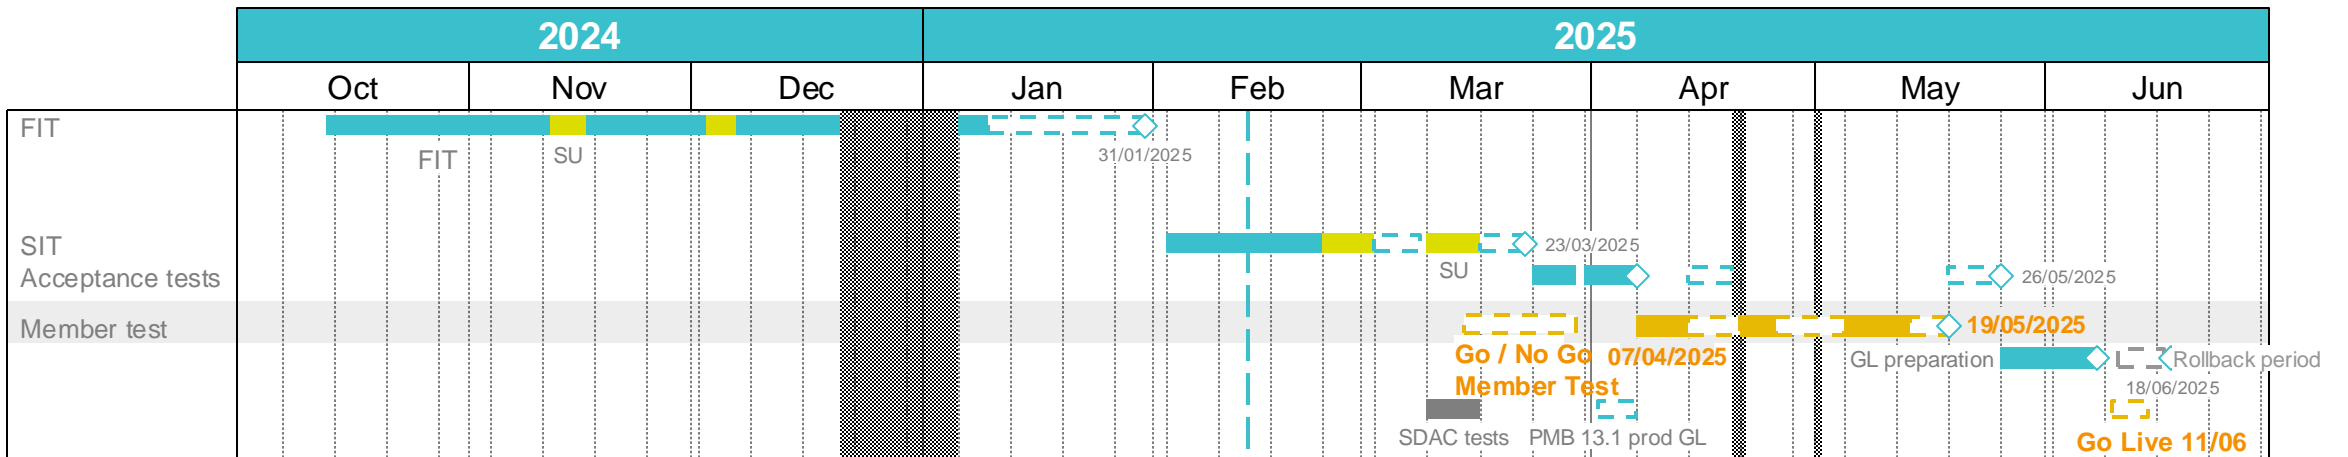 2024 2025
Oct Nov Dec Jan Feb Mar Apr May Jun
FIT
FIT SU 31/01/2025
SIT 23/03/2025
SU
Acceptance tests 26/05/2025
Member test 19/05/2025
Go / No Go 07/04/2025 GL preparation Rollback period
Member Test 18/06/2025
SDAC tests PMB 13.1 prod GL Go Live 11/06